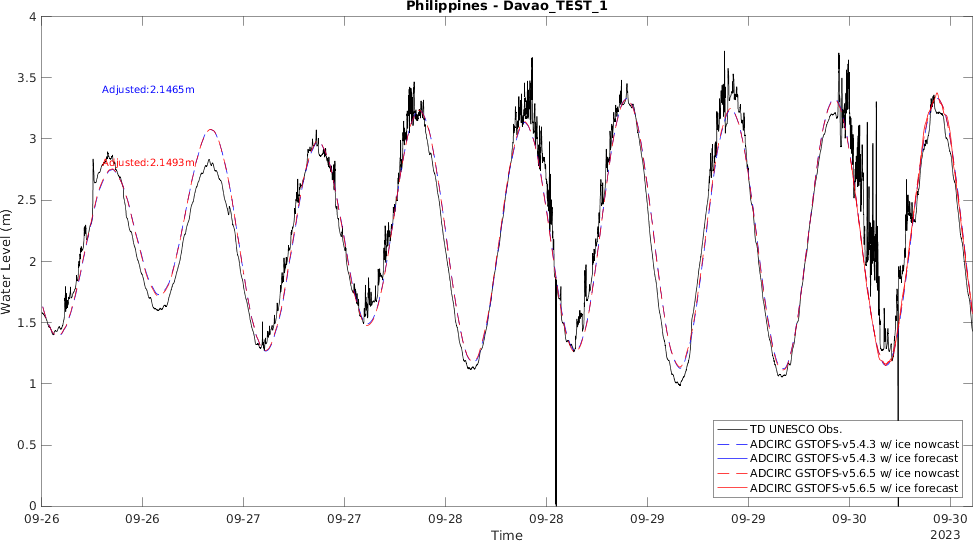 Philippines - Davao_TEST_1
4
3.5
3
2.5
2
1.5
1
0.5
0
Water Level (m)
Adjusted:2.1465m
Adjusted:2.1493m
TD UNESCO Obs.
ADCIRC GSTOFS-v5.4.3 w/ ice nowcast
ADCIRC GSTOFS-v5.4.3 w/ ice forecast
ADCIRC GSTOFS-v5.6.5 w/ ice nowcast
ADCIRC GSTOFS-v5.6.5 w/ ice forecast
09-26 09-26 09-27 09-27 09-28 09-28 09-29 09-29 09-30 09-30
2023
Time